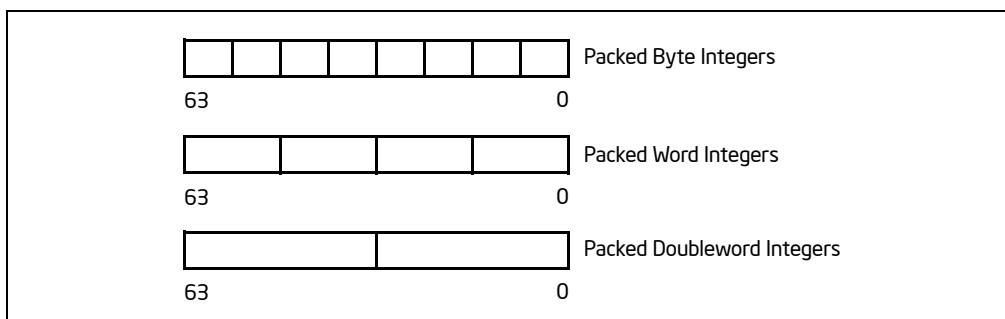 Packed Byte Integers
63 0
Packed Word Integers
63 0
Packed Doubleword Integers
63 0